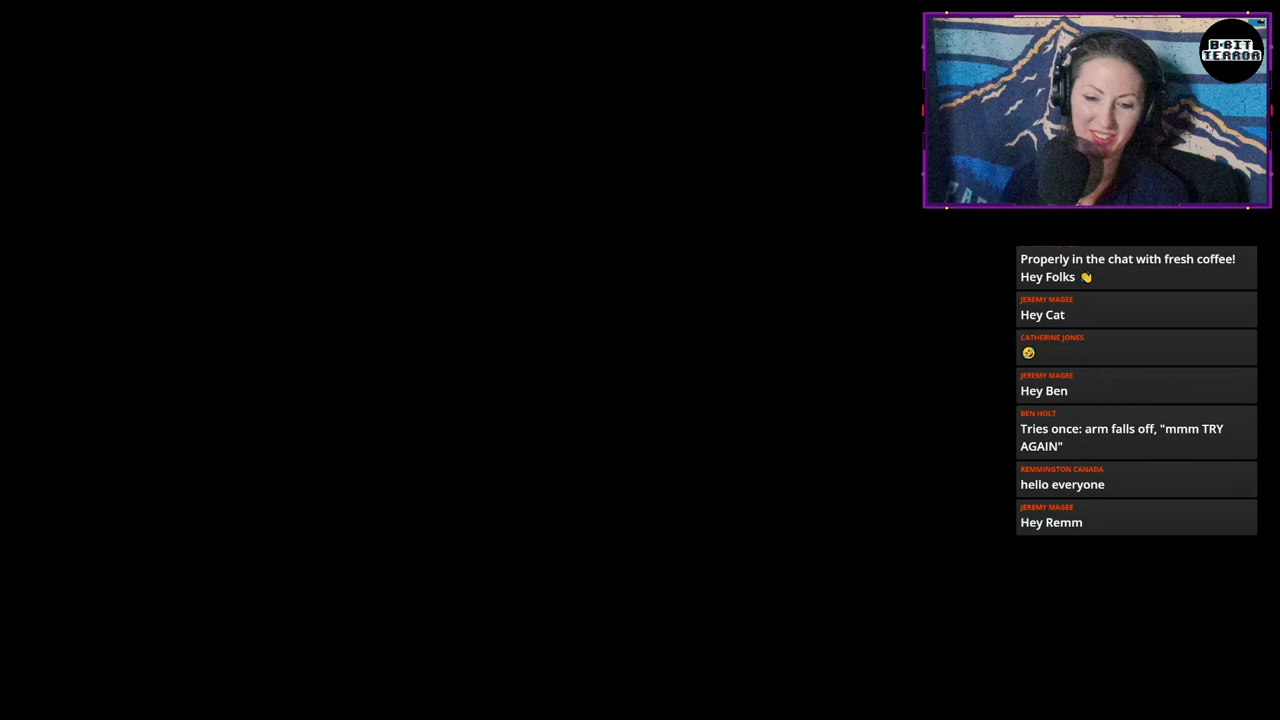 8-BIT
TERROR
Properly in the chat with fresh coffee!
Hey Folks 👋
JEREMY MAGEE
Hey Cat
CATHERINE JONES
🤣
JEREMY MAGEE
Hey Ben
BEN HOLT
Tries once: arm falls off, "mmm TRY
AGAIN"
REMMINGTON CANADA
hello everyone
JEREMY MAGEE
Hey Remm